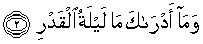 وَمَآ أَدْرَىٰكَ مَا لَيْلَةُ ٱلْقَدْرِ ٢